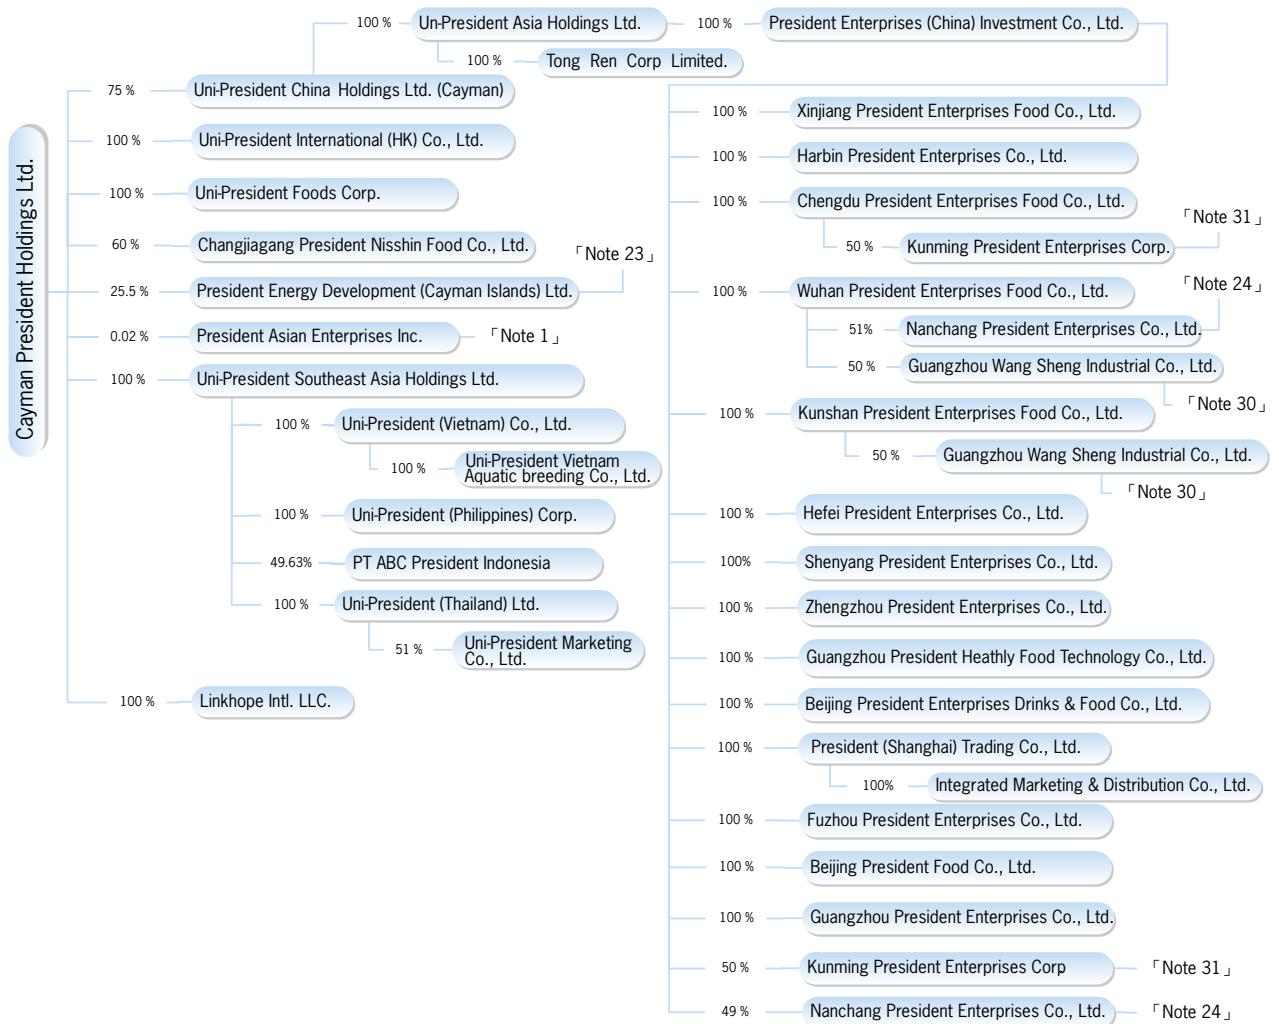 Cayman President Holdings Ltd.
100 %
Un-President Asia Holdings Ltd.
100 %
President Enterprises (China) Investment Co., Ltd.
100 %
Tong Ren Corp Limited.
75 %
Uni-President China Holdings Ltd. (Cayman)
100 %
Uni-President International (HK) Co., Ltd.
100 %
Uni-President Foods Corp.
60 %
Changjiagang President Nisshin Food Co., Ltd.
「Note 23」
25.5 %
President Energy Development (Cayman Islands) Ltd.
0.02 %
President Asian Enterprises Inc.
「Note 1」
100 %
Uni-President Southeast Asia Holdings Ltd.
100 %
Uni-President (Vietnam) Co., Ltd.
100 %
Uni-President Vietnam
Aquatic breeding Co., Ltd.
100 %
Uni-President (Philippines) Corp.
49.63%
PT ABC President Indonesia
100 %
Uni-President (Thailand) Ltd.
51 %
Uni-President Marketing
Co., Ltd.
100 %
Linkhope Intl. LLC.
100 %
Xinjiang President Enterprises Food Co., Ltd.
100 %
Harbin President Enterprises Co., Ltd.
100 %
Chengdu President Enterprises Food Co., Ltd.
「Note 31」
50 %
Kunming President Enterprises Corp.
100 %
Wuhan President Enterprises Food Co., Ltd.
「Note 24」
51%
Nanchang President Enterprises Co., Ltd.
50 %
Guangzhou Wang Sheng Industrial Co., Ltd.
「Note 30」
100 %
Kunshan President Enterprises Food Co., Ltd.
50 %
Guangzhou Wang Sheng Industrial Co., Ltd.
「Note 30」
100 %
Hefei President Enterprises Co., Ltd.
100%
Shenyang President Enterprises Co., Ltd.
100 %
Zhengzhou President Enterprises Co., Ltd.
100 %
Guangzhou President Heathly Food Technology Co., Ltd.
100 %
Beijing President Enterprises Drinks & Food Co., Ltd.
100 %
President (Shanghai) Trading Co., Ltd.
100%
Integrated Marketing & Distribution Co., Ltd.
100 %
Fuzhou President Enterprises Co., Ltd.
100 %
Beijing President Food Co., Ltd.
100 %
Guangzhou President Enterprises Co., Ltd.
50 %
Kunming President Enterprises Corp
「Note 31」
49 %
Nanchang President Enterprises Co., Ltd.
「Note 24」